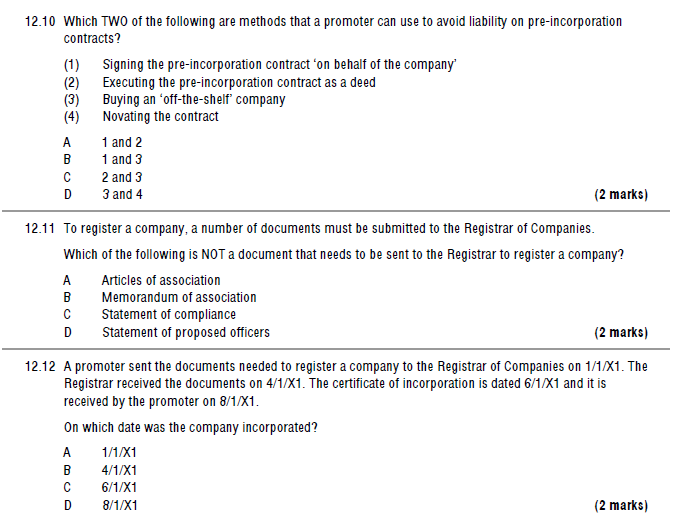 12.10 Which TWO of the following are methods that a promoter can use to avoid liability on pre-incorporation
contracts?
(1) Signing the pre-incorporation contract 'on behalf of the company'
(2) Executing the pre-incorporation contract as a deed
(3) Buying an 'off-the-shelf' company
(4) Novating the contract
A 1 and 2
B 1 and 3
C 2 and 3
D 3 and 4 (2 marks)
12.11 To register a company, a number of documents must be submitted to the Registrar of Companies.
Which of the following is NOT a document that needs to be sent to the Registrar to register a company?
A Articles of association
B Memorandum of association
C Statement of compliance
D Statement of proposed officers (2 marks)
12.12 A promoter sent the documents needed to register a company to the Registrar of Companies on 1/1/X1. The
Registrar received the documents on 4/1/X1. The certificate of incorporation is dated 6/1/X1 and it is
received by the promoter on 8/1/X1.
On which date was the company incorporated?
A 1/1/X1
B 4/1/X1
C 6/1/X1
D 8/1/X1 (2 marks)